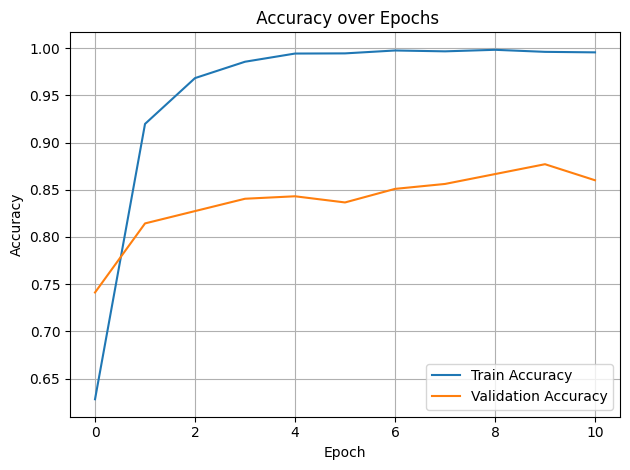 Accuracy over Epochs
1.00
0.95
0.90
0.85
0.80
0.75
0.70
0.65
Accuracy
0 2 4 6 8 10
Epoch
Train Accuracy
Validation Accuracy